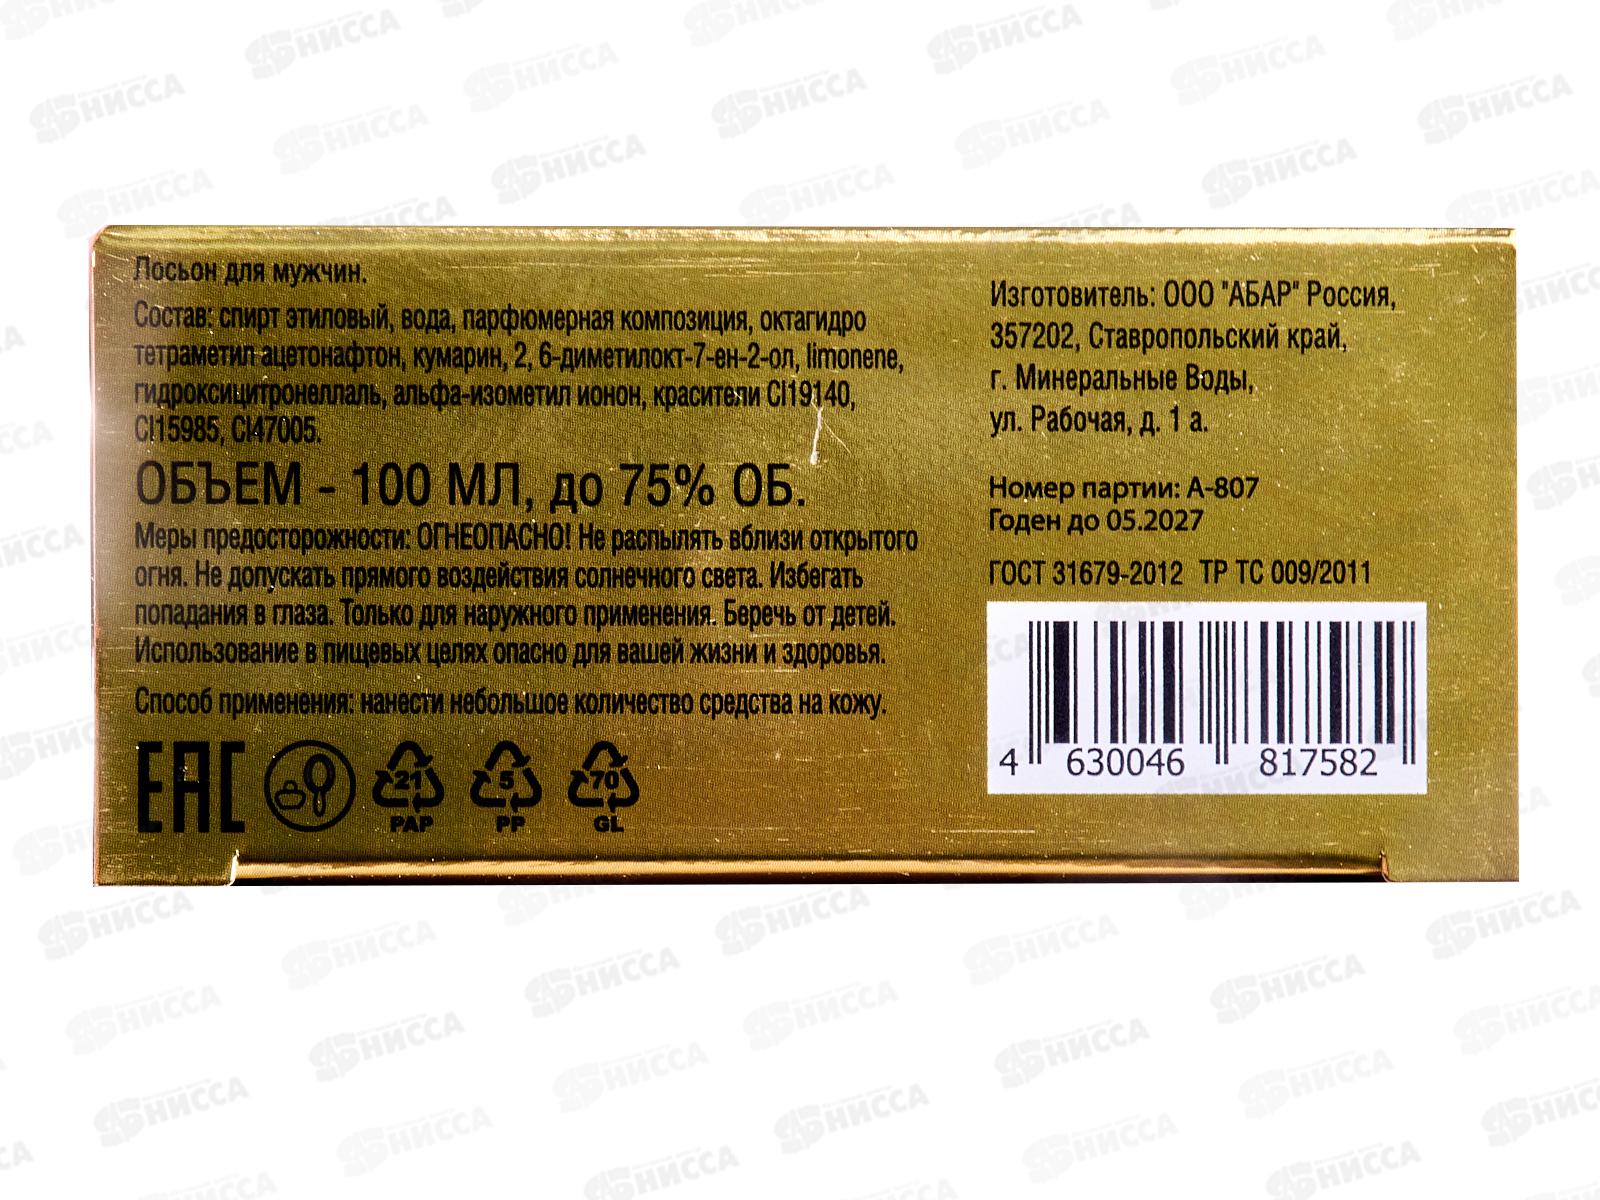 Лосьон для мужчин.
Состав: спирт этиловый, вода, парфюмерная композиция, октагидро
тетраметил ацетонафтон, кумарин, 2, 6-диметилокт-7-ен-2-ол, limonene,
гидроксицитронеллаль, альфа-изометил ионон, красители CI19140,
CI15985, CI47005.
ОБЪЕМ - 100 МЛ, до 75% ОБ.
Меры предосторожности: ОГНЕОПАСНО! Не распылять вблизи открытого
огня. Не допускать прямого воздействия солнечного света. Избегать
попадания в глаза. Только для наружного применения. Беречь от детей.
Использование в пищевых целях опасно для вашей жизни и здоровья.
Способ применения: нанести небольшое количество средства на кожу.
ЕАС
21
PAP
5
PP
70
GL
Изготовитель: ООО "АБАР" Россия,
357202, Ставропольский край,
г. Минеральные Воды,
ул. Рабочая, д. 1 а.
Номер партии: А-807
Годен до 05.2027
ГОСТ 31679-2012 ТР ТС 009/2011
4 630046 817582
НИССА